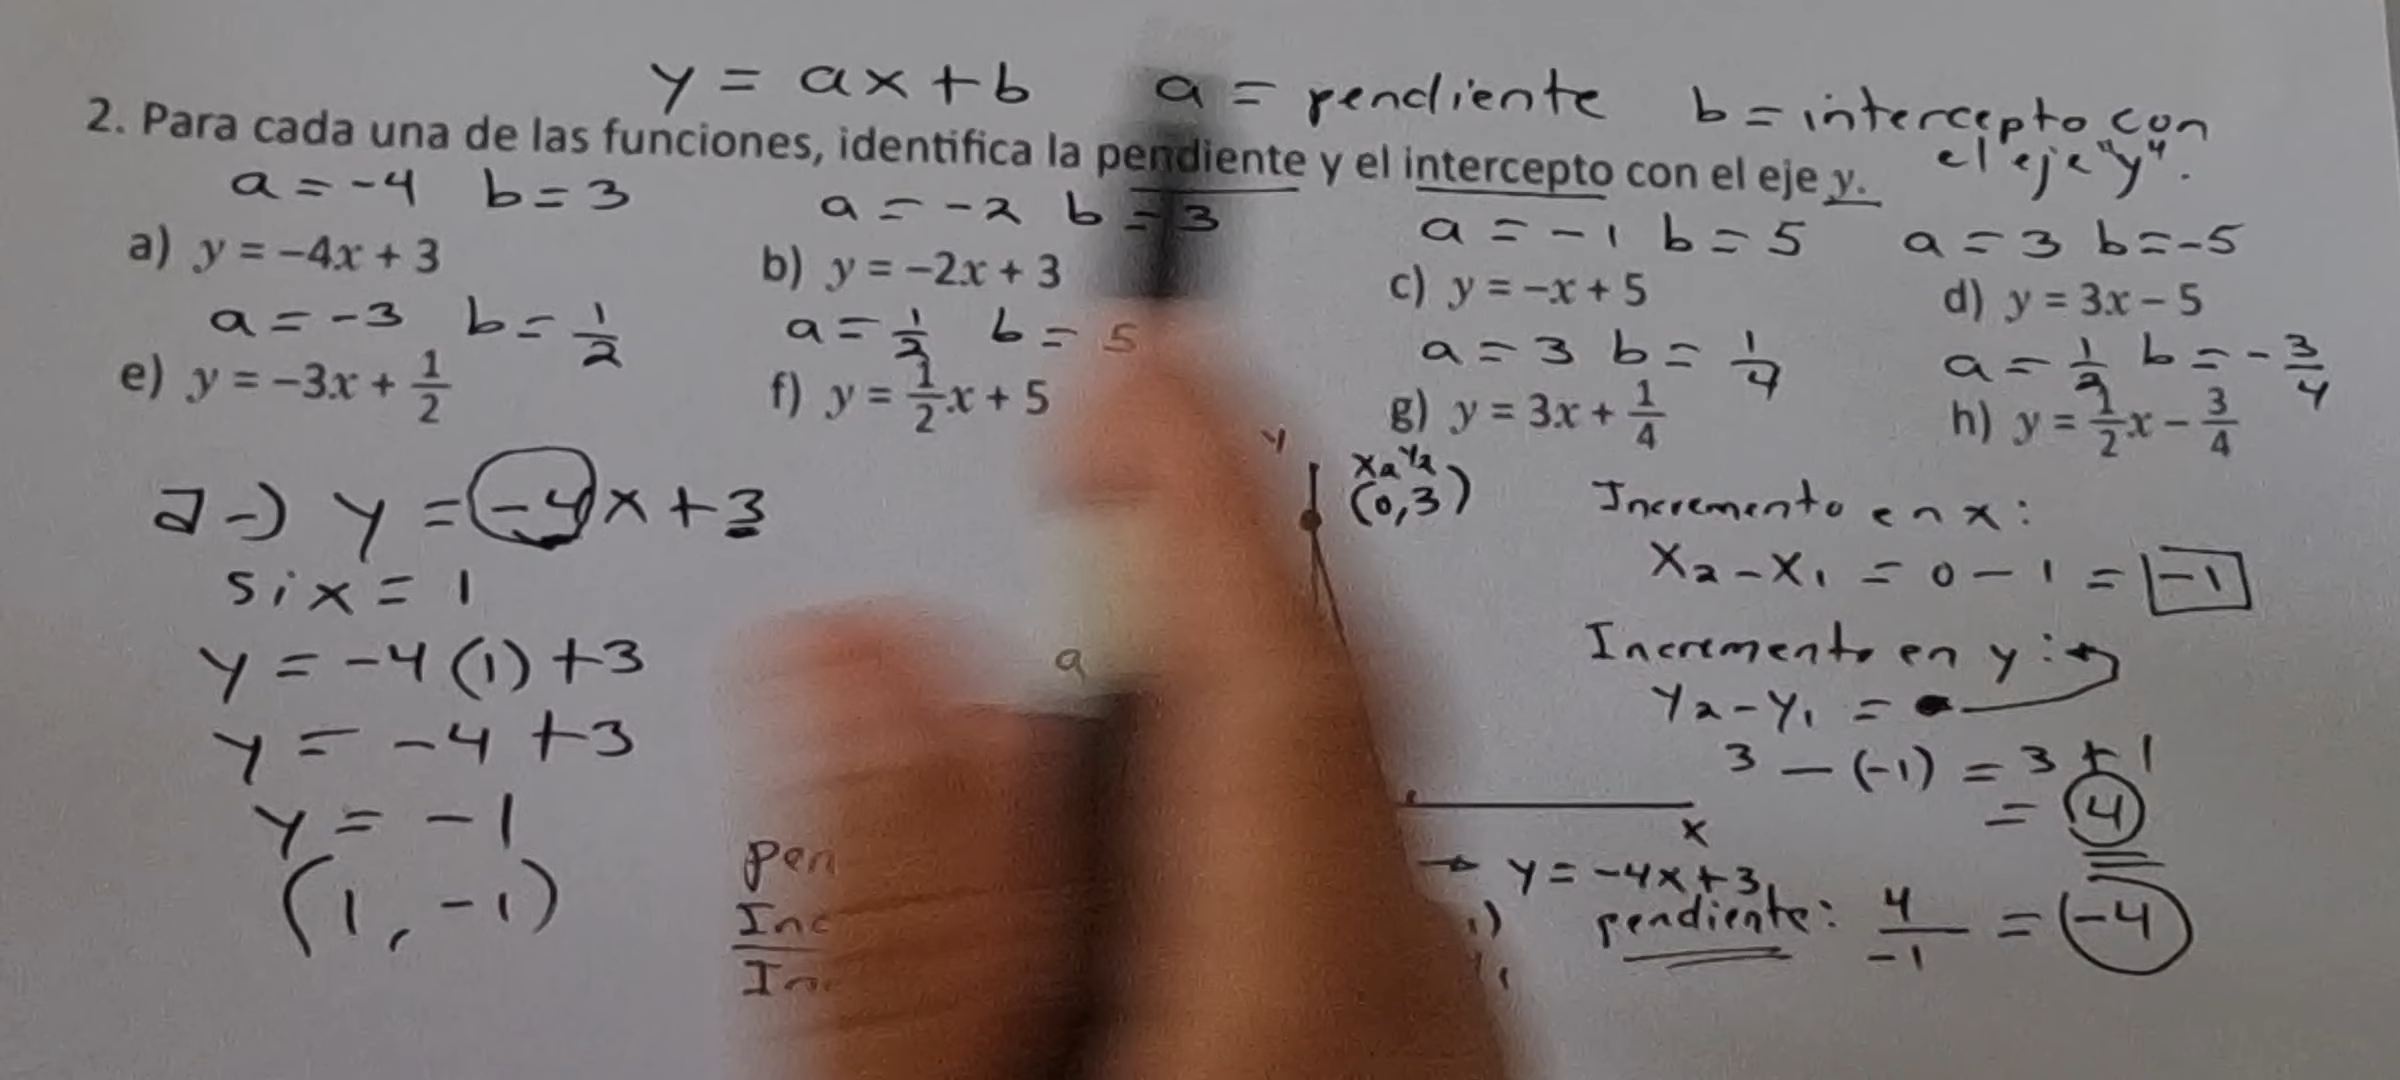 y = ax + b a = pendiente b = intercepto con el eje "y".
2. Para cada una de las funciones, identifica la pendiente y el intercepto con el eje y.
a = -4 b = 3 a = -2 b = 3 a = -1 b = 5 a = 3 b = -5
a) y = −4x + 3 b) y = −2x + 3 c) y = −x + 5 d) y = 3x − 5
a = -3 b = 1/2 a = 1/2 b = 5 a = 3 b = 1/4 a = 1/2 b = -3/4
e) y = −3x + 1/2 f) y = 1/2x + 5 g) y = 3x + 1/4 h) y = 1/2x − 3/4
a-) y = -4x + 3
si x = 1
y = -4(1) + 3
y = -4 + 3
y = -1
(1, -1)
a
y
x₂ y₂
(0,3)
x
Incremento en x:
x₂ - x₁ = 0 - 1 = -1
Incremento en y:
y₂ - y₁ =
3 - (-1) = 3 + 1
= 4
y = -4x + 3
pendiente: 4/-1 = -4